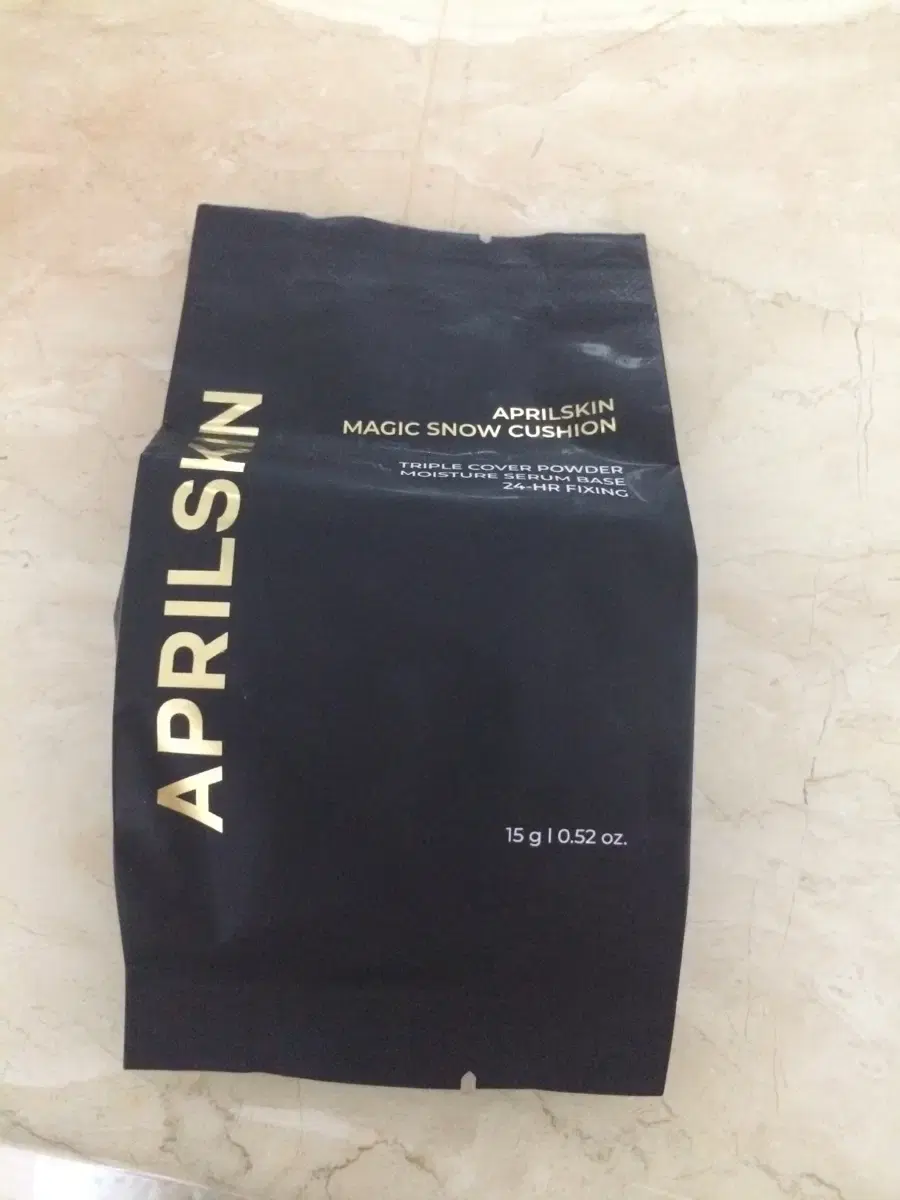 APRILSKIN
APRILSKIN
MAGIC SNOW CUSHION
TRIPLE COVER POWDER
MOISTURE SERUM BASE
24-HR FIXING
15 g | 0.52 oz.